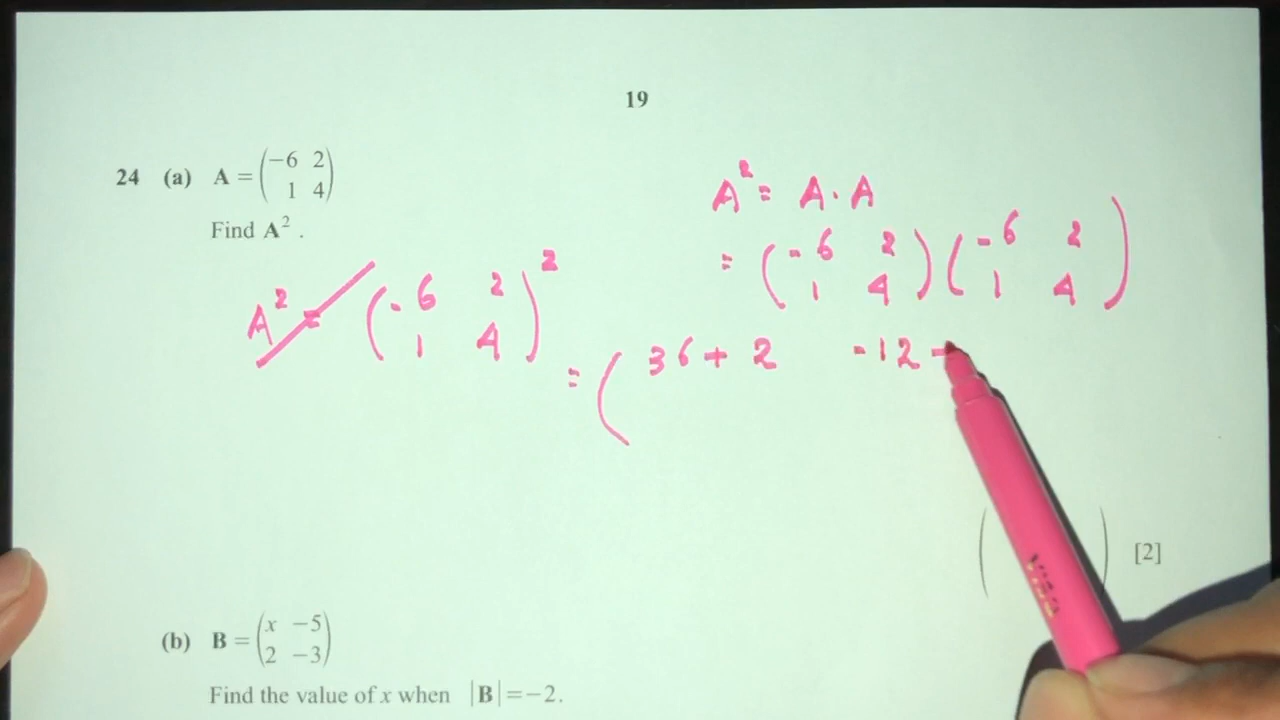 19
24 (a) A = (−6 2
1 4)
Find A² .
A² = (-6 2
1 4)²
A² = A · A
= (-6 2
1 4) (-6 2
1 4)
= ( 36 + 2 -12 +
( ) [2]
(b) B = (x −5
2 −3)
Find the value of x when |B| = −2.